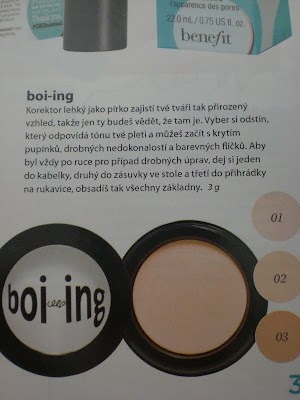 l'apparence des pores
22.0 mL / 0.75 US fl. oz.
benefit
boi-ing
Korektor lehký jako pírko zajistí tvé tváři tak přirozený
vzhled, takže jen ty budeš vědět, že tam je. Vyber si odstín,
který odpovídá tónu tvé pleti a můžeš začít s krytím
pupínků, drobných nedokonalostí a barevných flíčků. Aby
byl vždy po ruce pro případ drobných úprav, dej si jeden
do kabelky, druhý do zásuvky ve stole a třetí do přihrádky
na rukavice, obsadíš tak všechny základny. 3 g
01
boi-ing
02
03
3